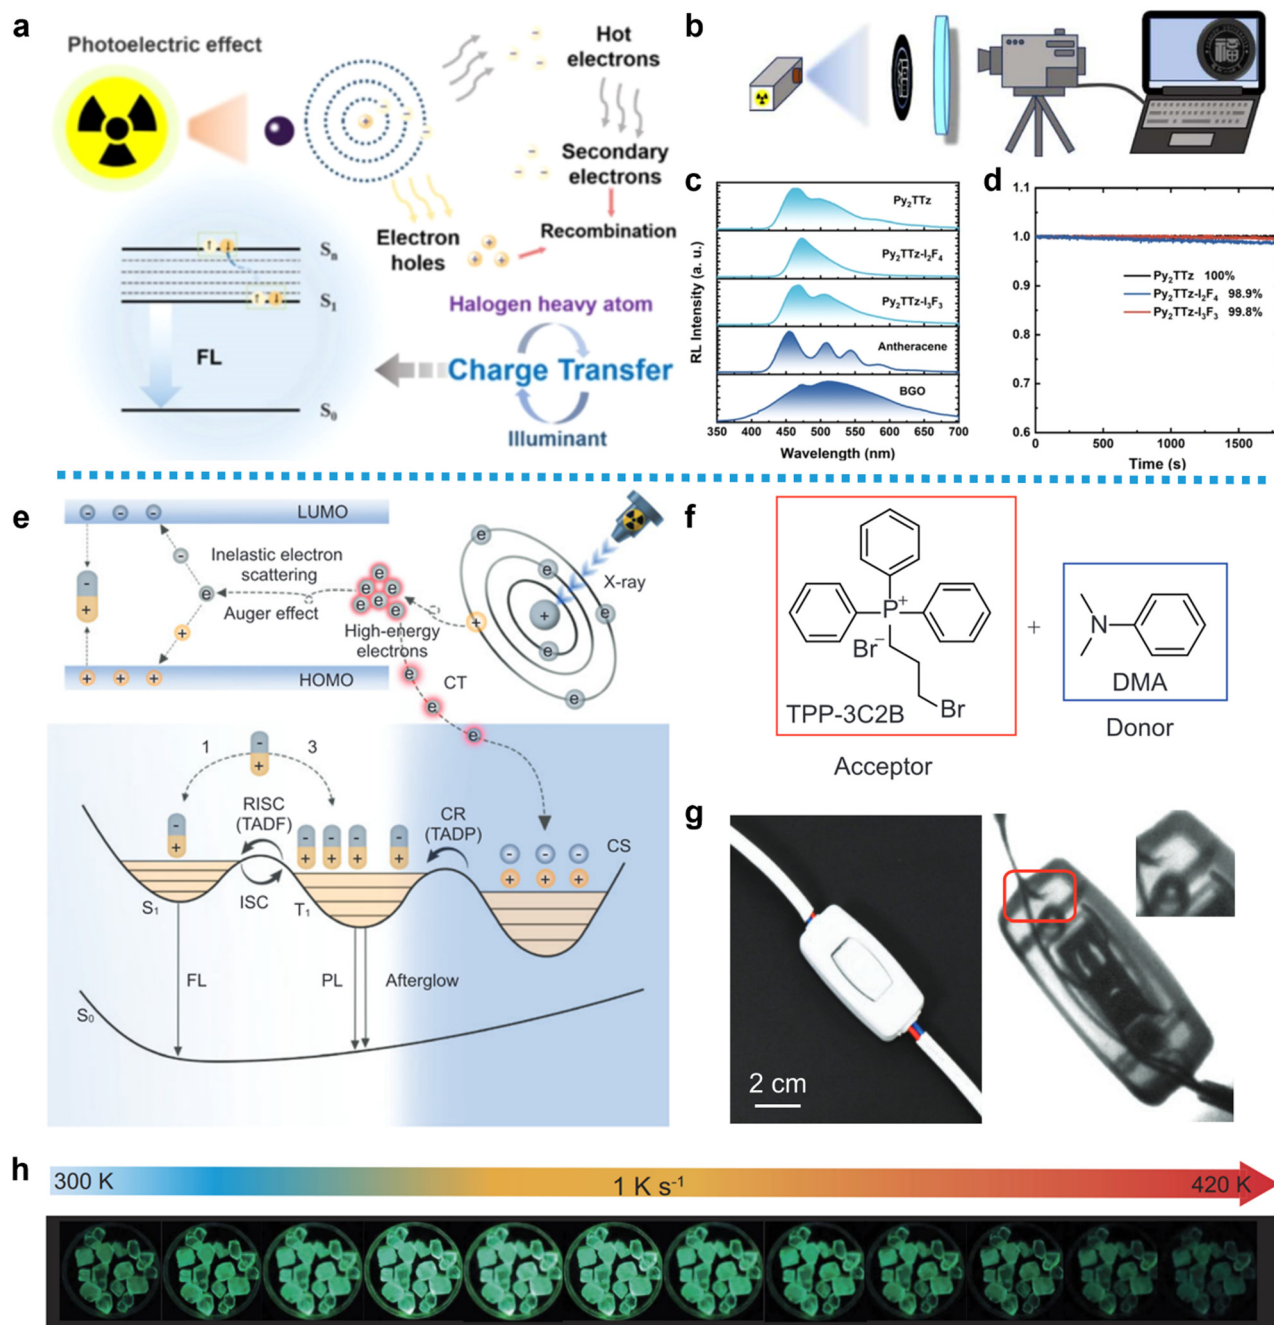 a
Photoelectric effect
Hot
electrons
Secondary
electrons
Recombination
Electron
holes
Sₙ
S₁
FL
S₀
Halogen heavy atom
Charge Transfer
Illuminant
b
福
c
RL Intensity (a. u.)
Py₂TTz
Py₂TTz-I₂F₄
Py₂TTz-I₃F₃
Antheracene
BGO
350 400 450 500 550 600 650 700
Wavelength (nm)
d
1.1
1.0
0.9
0.8
0.7
0.6
Py₂TTz 100%
Py₂TTz-I₂F₄ 98.9%
Py₂TTz-I₃F₃ 99.8%
0 500 1000 1500
Time (s)
e
LUMO
Inelastic electron
scattering
Auger effect
High-energy
electrons
X-ray
HOMO
CT
1 3
RISC
(TADF)
CR
(TADP)
CS
S₁
ISC
T₁
FL
PL
Afterglow
S₀
f
P⁺
Br⁻
Br
TPP-3C2B
Acceptor
+
N
DMA
Donor
g
2 cm
h
300 K
1 K s⁻¹
420 K